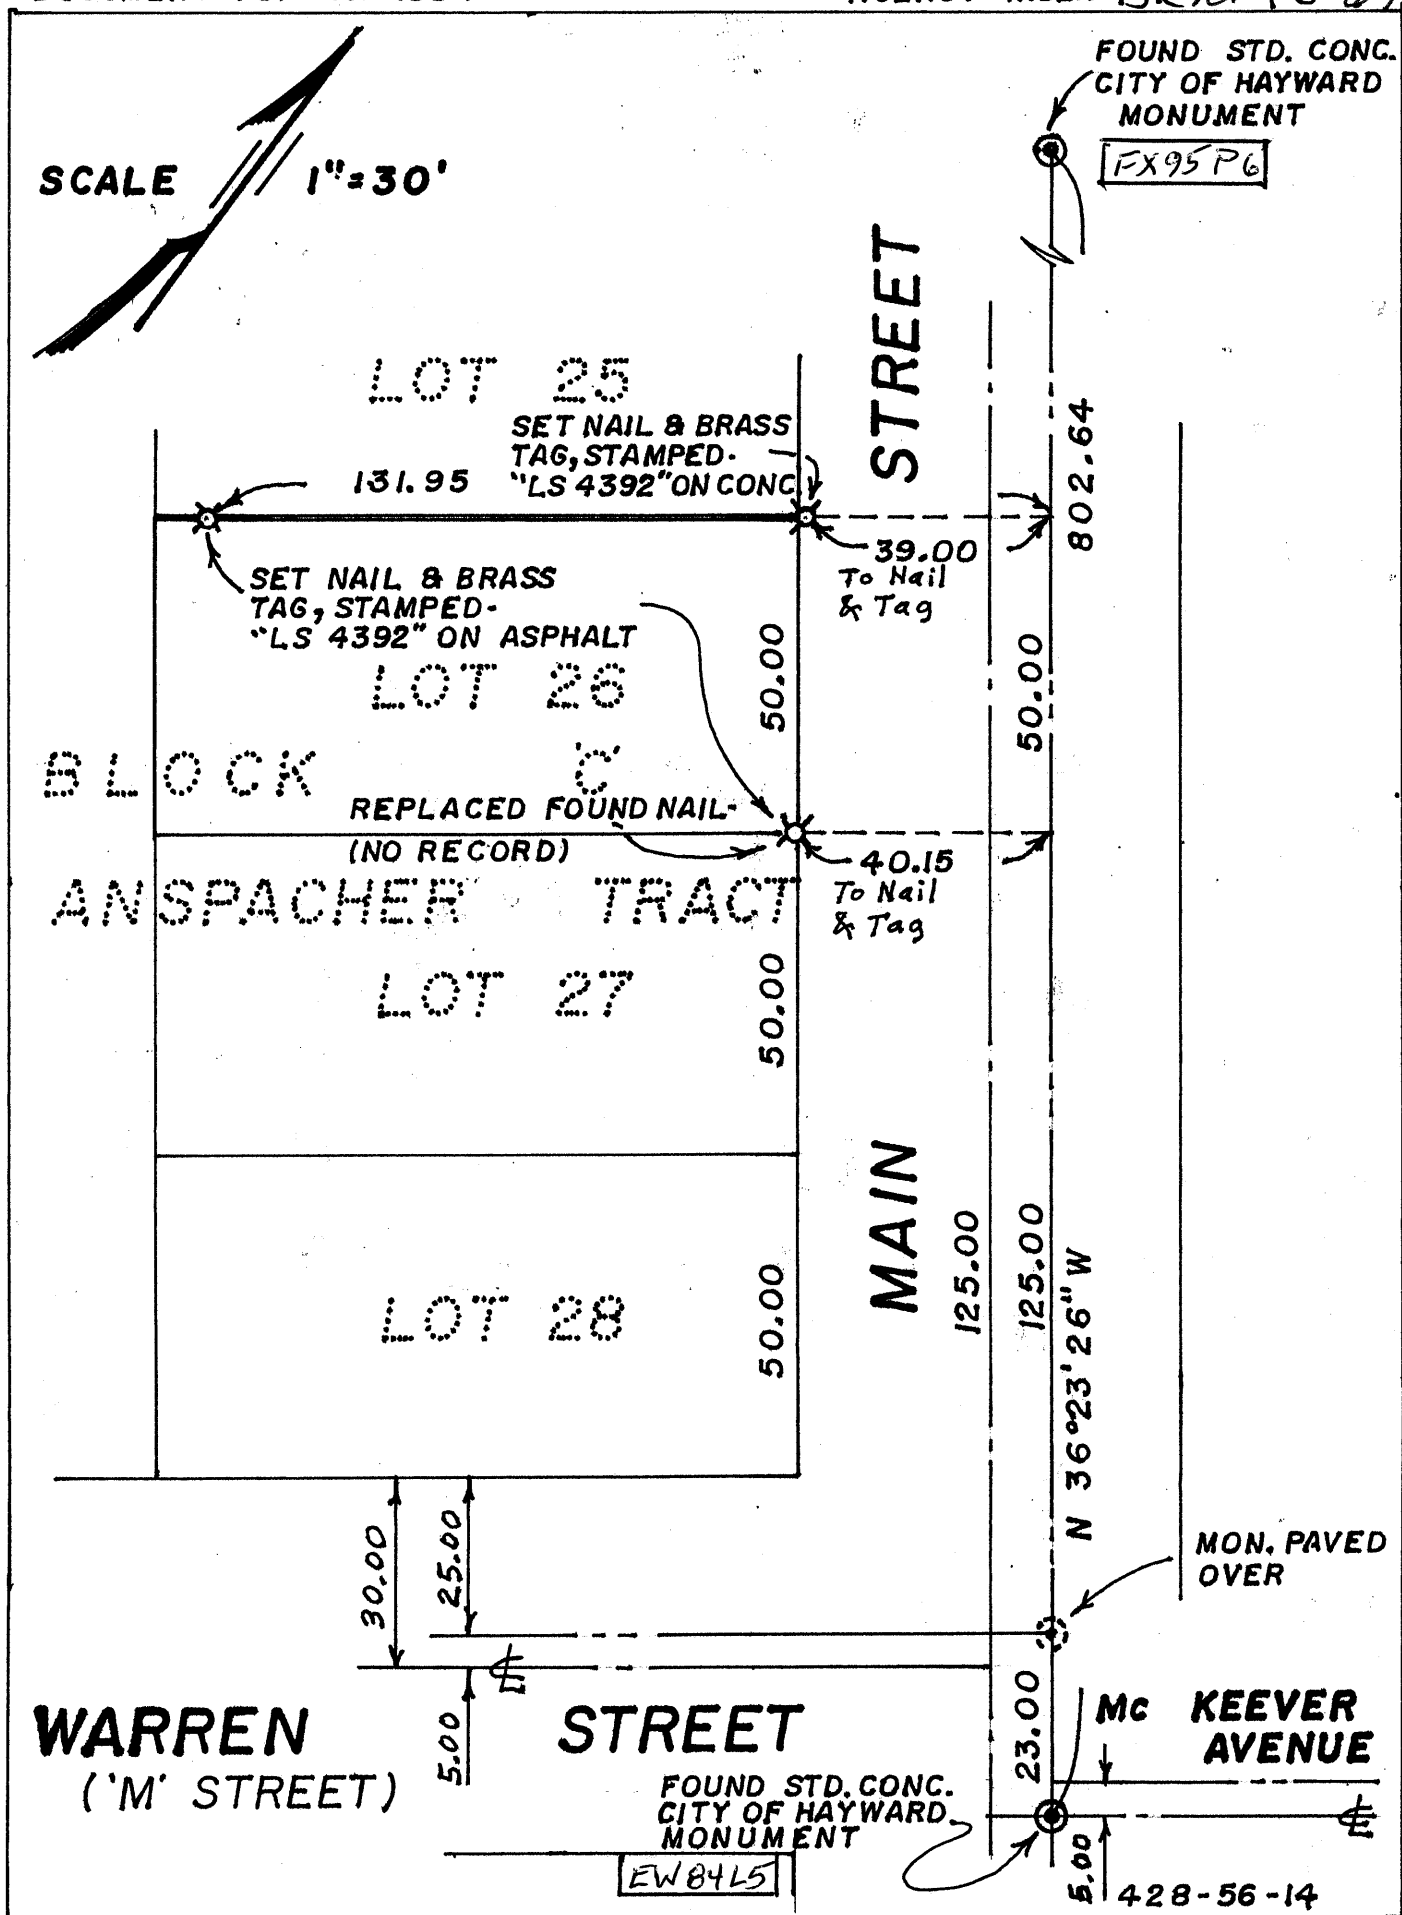 FOUND STD. CONC.
CITY OF HAYWARD
MONUMENT
FX95P6
SCALE 1"=30'
STREET
LOT 25
SET NAIL & BRASS
TAG, STAMPED-
"LS 4392" ON CONC
131.95
802.64
39.00
To Nail
& Tag
SET NAIL & BRASS
TAG, STAMPED-
"LS 4392" ON ASPHALT
50.00
50.00
LOT 26
BLOCK 'C'
REPLACED FOUND NAIL-
(NO RECORD)
40.15
To Nail
& Tag
ANSPACHER TRACT
LOT 27
50.00
MAIN
125.00
125.00
N 36°23'26" W
LOT 28
50.00
30.00
25.00
MON. PAVED
OVER
WARREN STREET
('M' STREET)
5.00
23.00
Mc KEEVER
AVENUE
FOUND STD. CONC.
CITY OF HAYWARD
MONUMENT
EW84L5
5.00
428-56-14